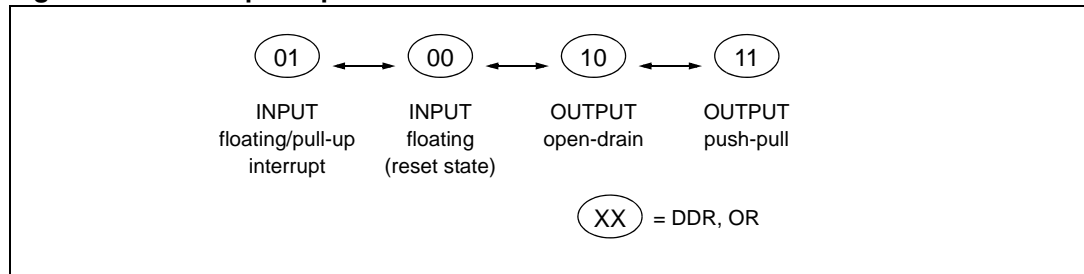 01 00 10 11
INPUT INPUT OUTPUT OUTPUT
floating/pull-up floating open-drain push-pull
interrupt (reset state)
XX = DDR, OR